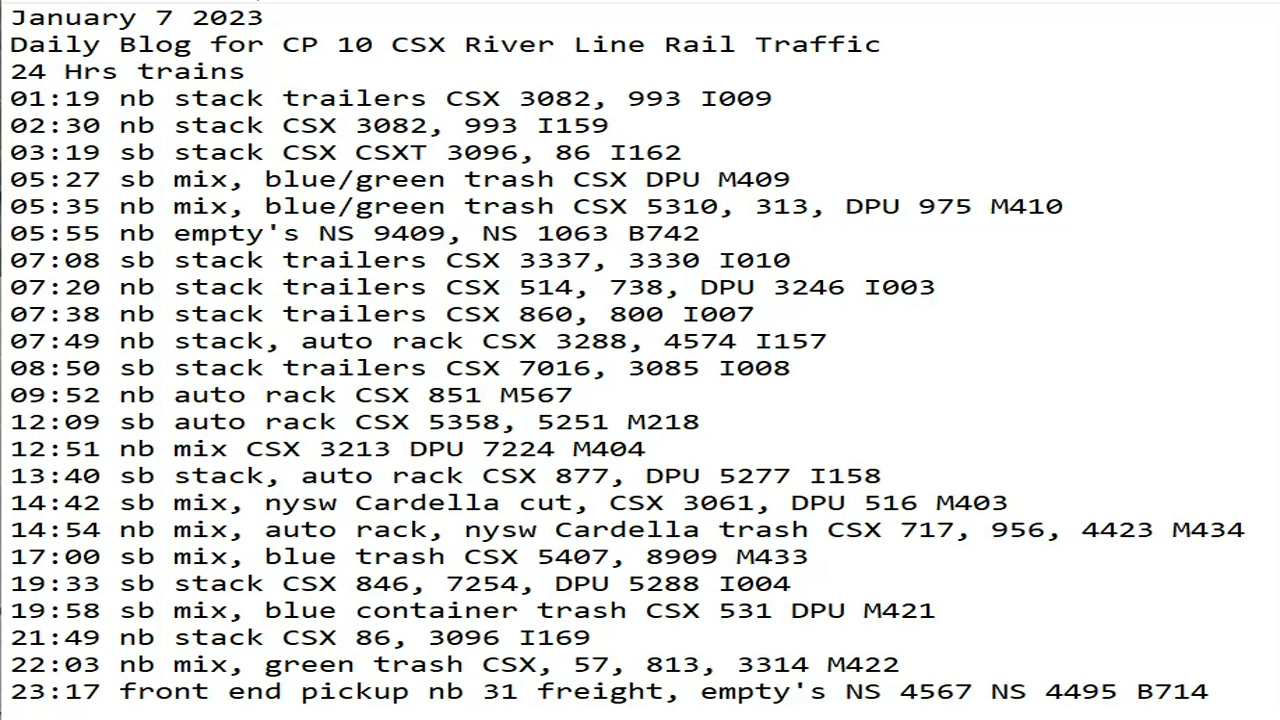 January 7 2023
Daily Blog for CP 10 CSX River Line Rail Traffic
24 Hrs trains
01:19 nb stack trailers CSX 3082, 993 I009
02:30 nb stack CSX 3082, 993 I159
03:19 sb stack CSX CSXT 3096, 86 I162
05:27 sb mix, blue/green trash CSX DPU M409
05:35 nb mix, blue/green trash CSX 5310, 313, DPU 975 M410
05:55 nb empty's NS 9409, NS 1063 B742
07:08 sb stack trailers CSX 3337, 3330 I010
07:20 nb stack trailers CSX 514, 738, DPU 3246 I003
07:38 nb stack trailers CSX 860, 800 I007
07:49 nb stack, auto rack CSX 3288, 4574 I157
08:50 sb stack trailers CSX 7016, 3085 I008
09:52 nb auto rack CSX 851 M567
12:09 sb auto rack CSX 5358, 5251 M218
12:51 nb mix CSX 3213 DPU 7224 M404
13:40 sb stack, auto rack CSX 877, DPU 5277 I158
14:42 sb mix, nysw Cardella cut, CSX 3061, DPU 516 M403
14:54 nb mix, auto rack, nysw Cardella trash CSX 717, 956, 4423 M434
17:00 sb mix, blue trash CSX 5407, 8909 M433
19:33 sb stack CSX 846, 7254, DPU 5288 I004
19:58 sb mix, blue container trash CSX 531 DPU M421
21:49 nb stack CSX 86, 3096 I169
22:03 nb mix, green trash CSX, 57, 813, 3314 M422
23:17 front end pickup nb 31 freight, empty's NS 4567 NS 4495 B714